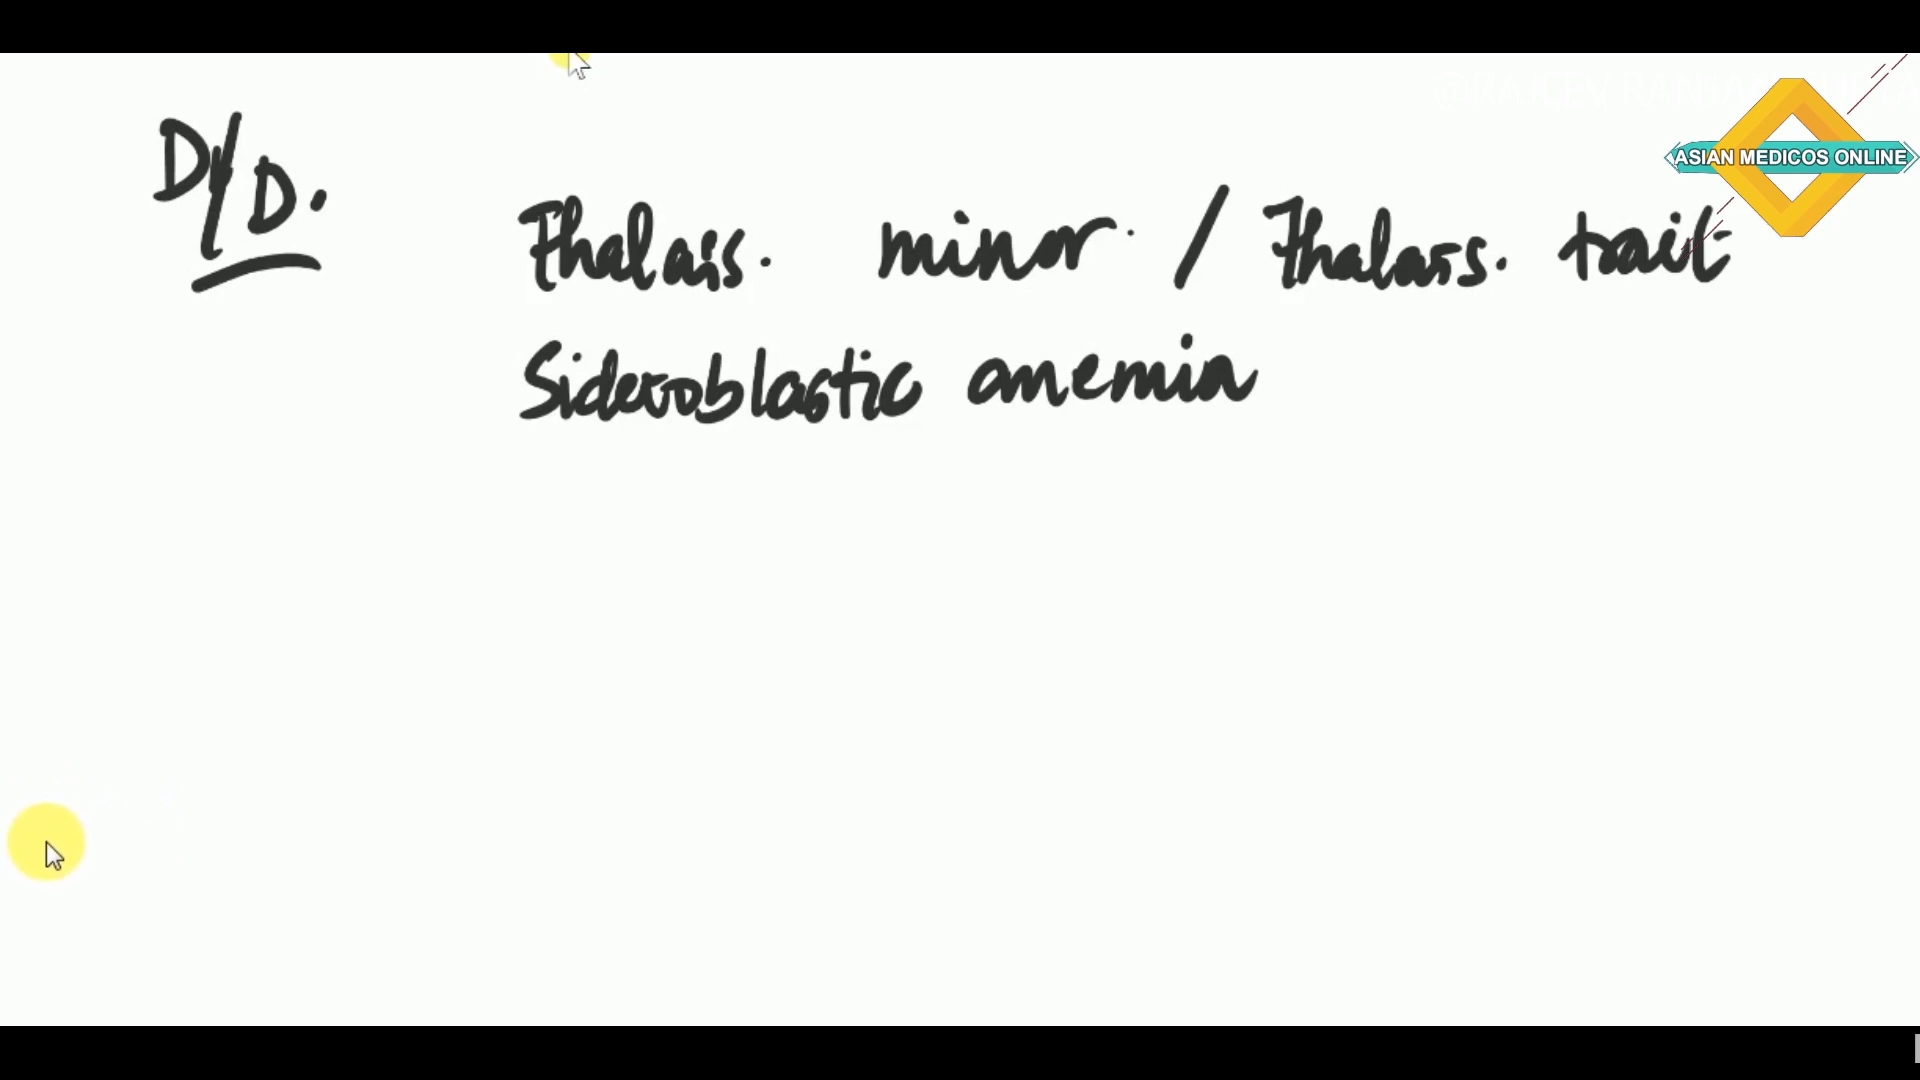 D/D.
Thalass. minor. / Thalass. trait
Sideroblastic anemia
ASIAN MEDICOS ONLINE